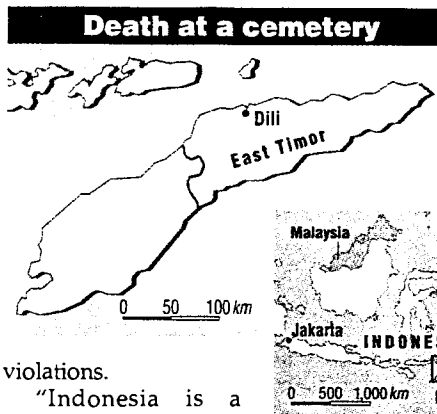 Death at a cemetery
Dili
East Timor
0 50 100 km
Malaysia
Jakarta
INDONE
0 500 1,000 km
violations.
"Indonesia is a